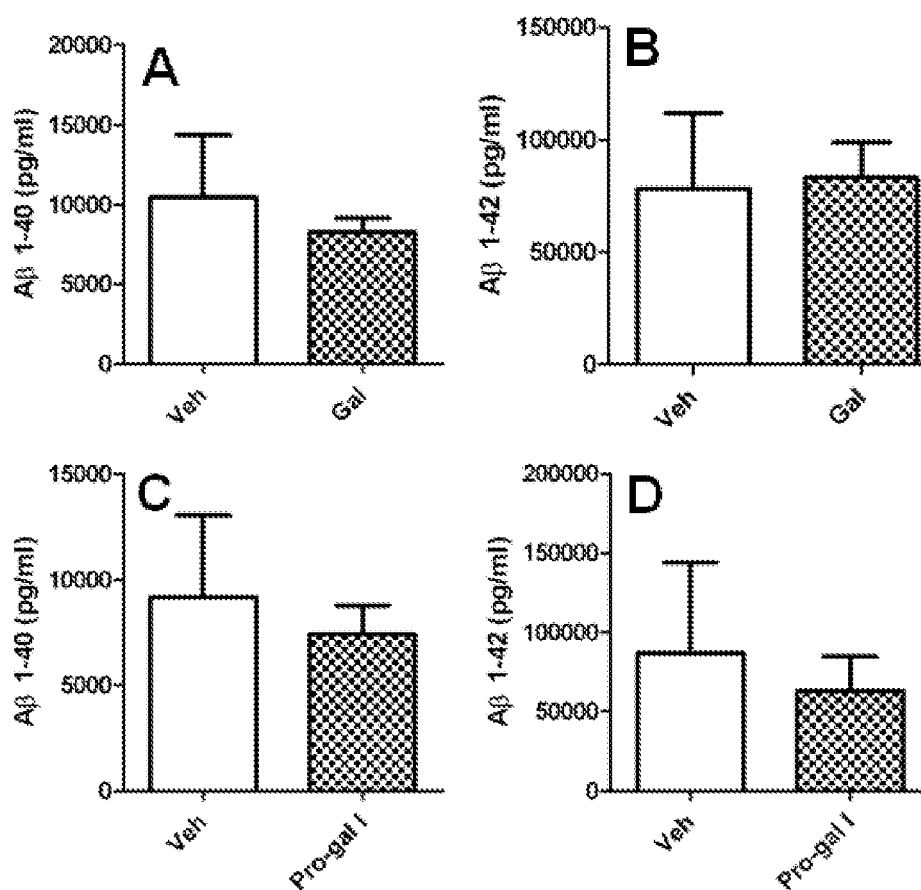 A
Aβ 1-40 (pg/ml)
20000
15000
10000
5000
0
Veh
Gal
B
Aβ 1-42 (pg/ml)
150000
100000
50000
0
Veh
Gal
C
Aβ 1-40 (pg/ml)
15000
10000
5000
0
Veh
Pro-gal I
D
Aβ 1-42 (pg/ml)
200000
150000
100000
50000
0
Veh
Pro-gal I